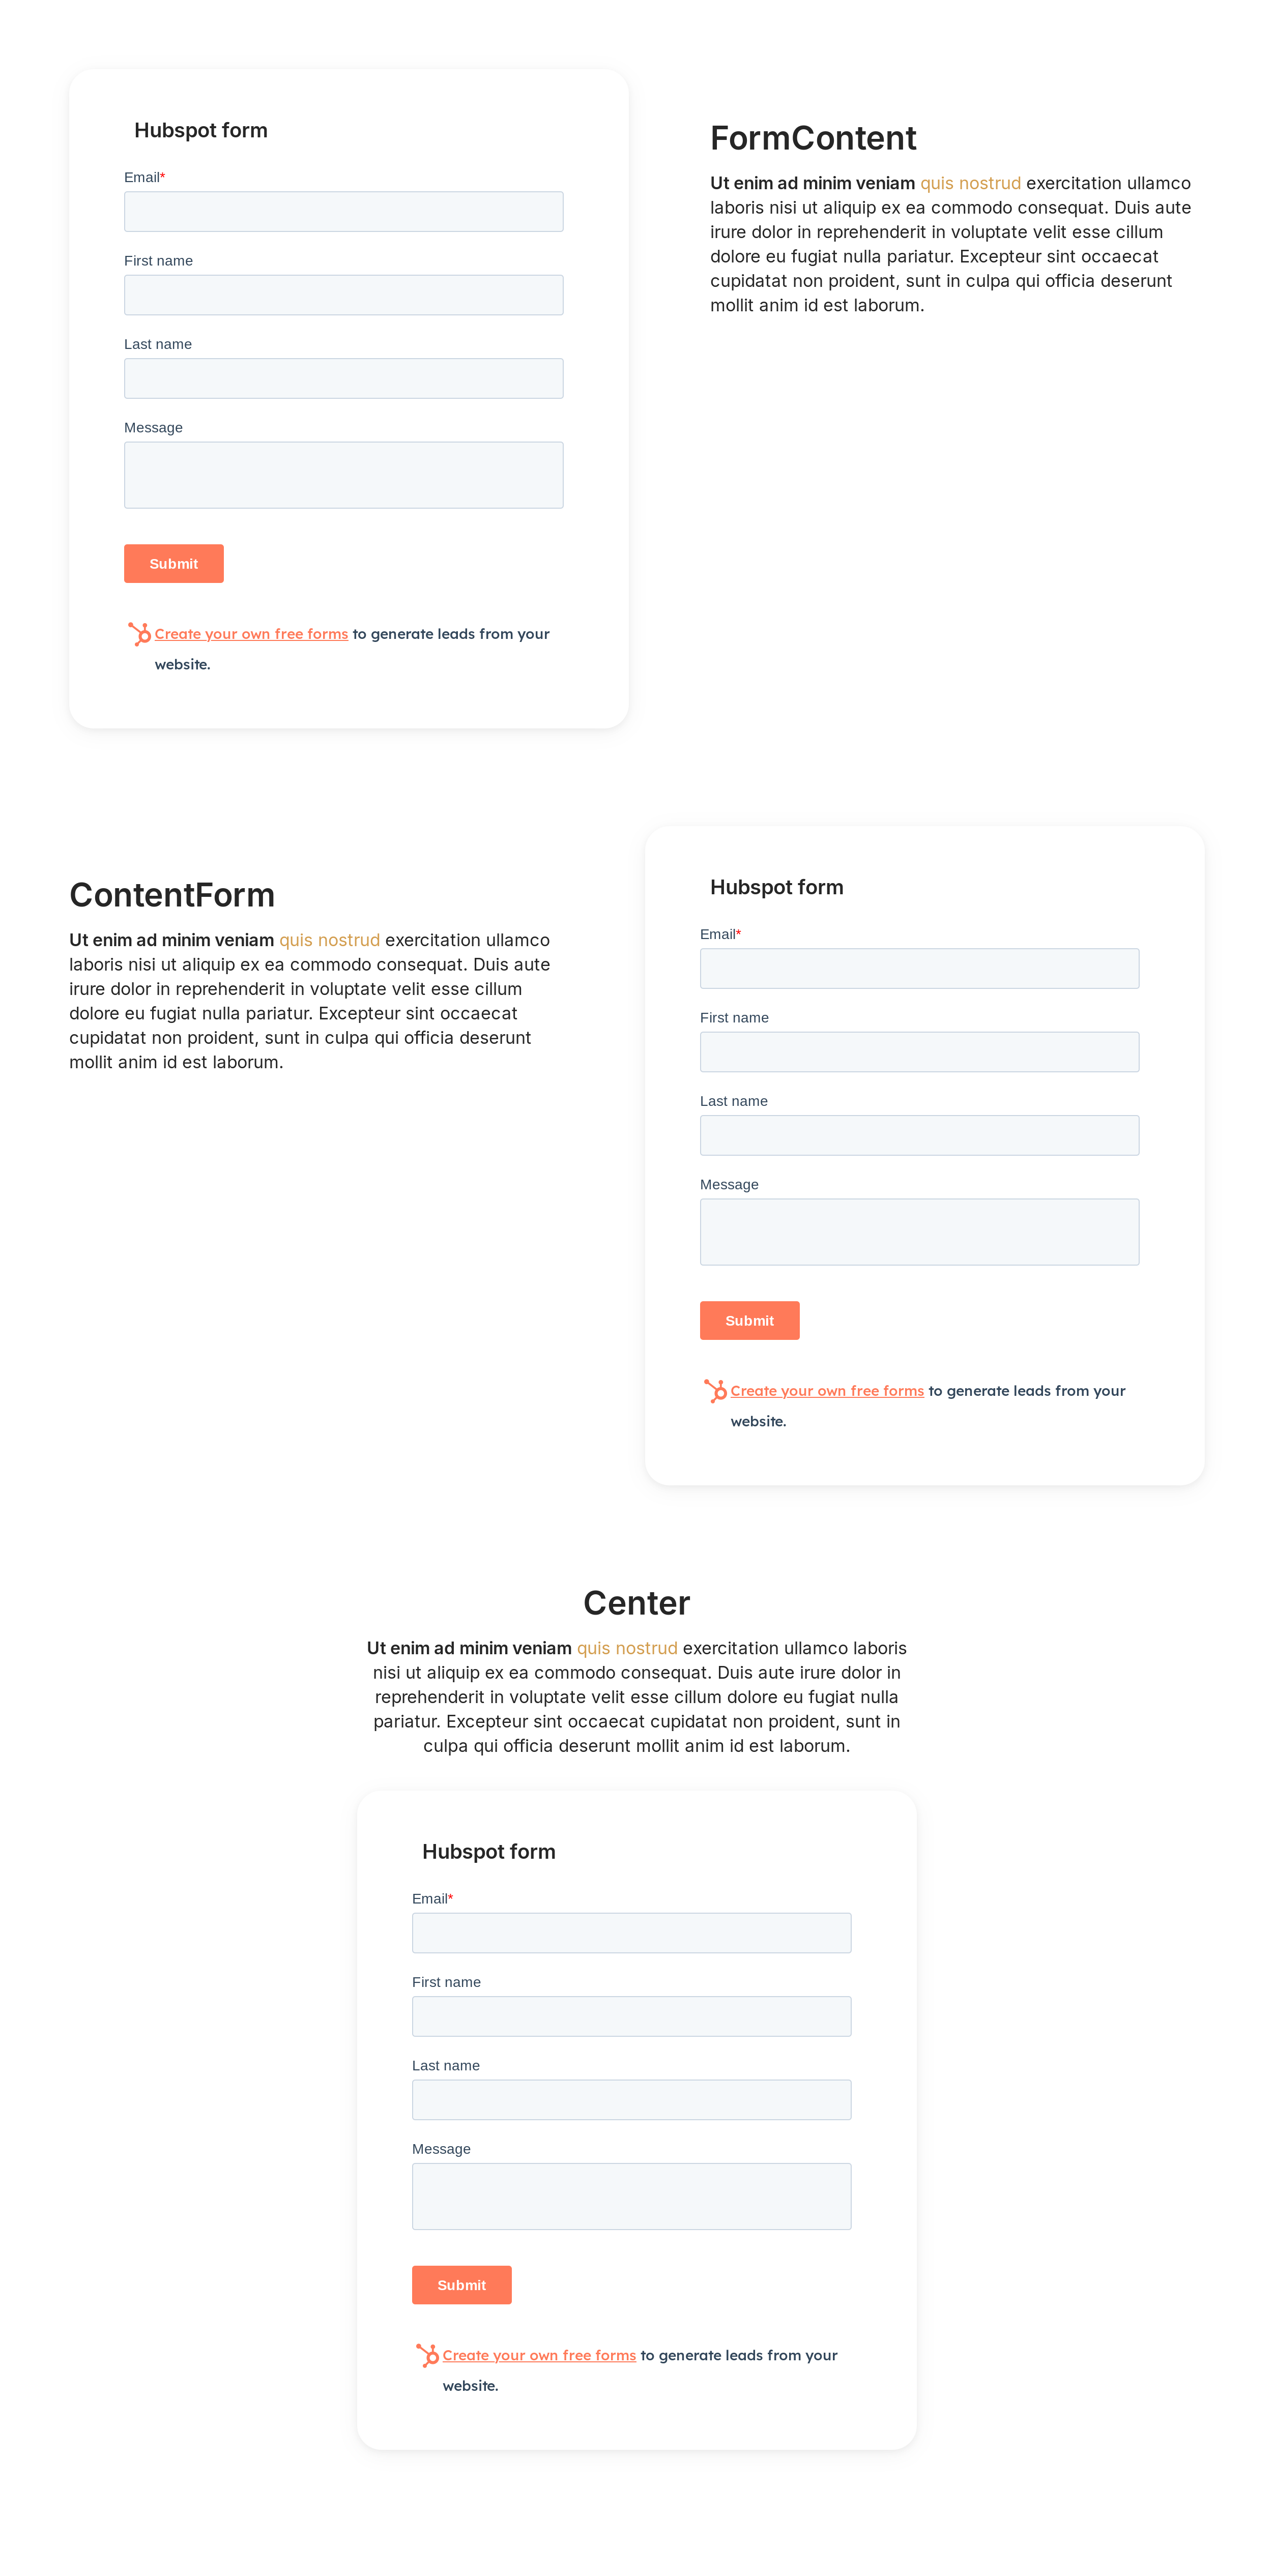 Hubspot form
Email*
First name
Last name
Message
Submit
Create your own free forms to generate leads from your
website.
FormContent
Ut enim ad minim veniam quis nostrud exercitation ullamco
laboris nisi ut aliquip ex ea commodo consequat. Duis aute
irure dolor in reprehenderit in voluptate velit esse cillum
dolore eu fugiat nulla pariatur. Excepteur sint occaecat
cupidatat non proident, sunt in culpa qui officia deserunt
mollit anim id est laborum.
ContentForm
Ut enim ad minim veniam quis nostrud exercitation ullamco
laboris nisi ut aliquip ex ea commodo consequat. Duis aute
irure dolor in reprehenderit in voluptate velit esse cillum
dolore eu fugiat nulla pariatur. Excepteur sint occaecat
cupidatat non proident, sunt in culpa qui officia deserunt
mollit anim id est laborum.
Hubspot form
Email*
First name
Last name
Message
Submit
Create your own free forms to generate leads from your
website.
Center
Ut enim ad minim veniam quis nostrud exercitation ullamco laboris
nisi ut aliquip ex ea commodo consequat. Duis aute irure dolor in
reprehenderit in voluptate velit esse cillum dolore eu fugiat nulla
pariatur. Excepteur sint occaecat cupidatat non proident, sunt in
culpa qui officia deserunt mollit anim id est laborum.
Hubspot form
Email*
First name
Last name
Message
Submit
Create your own free forms to generate leads from your
website.